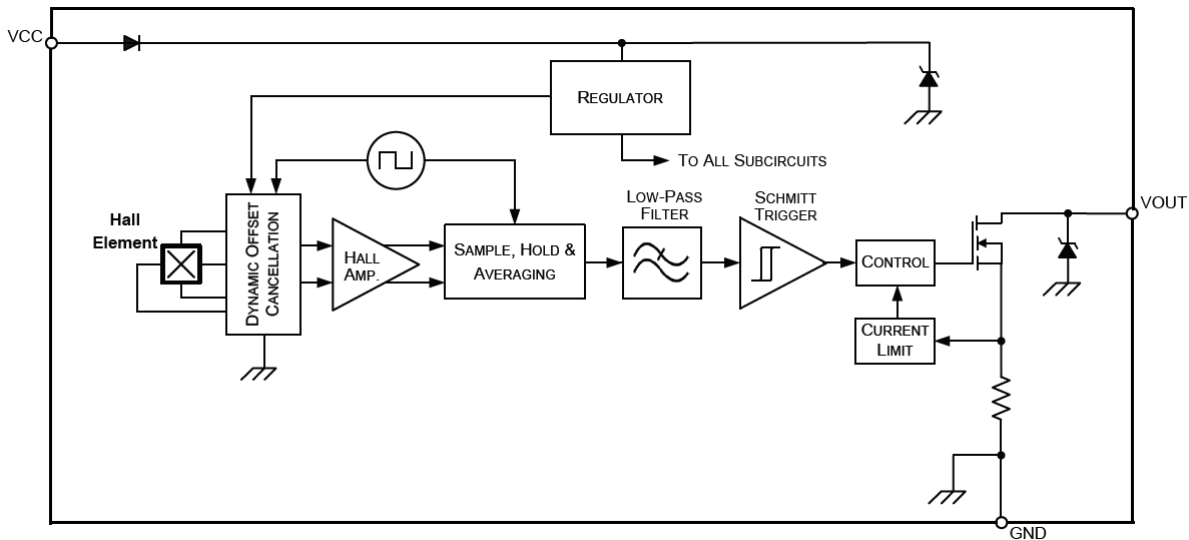 VCC
REGULATOR
TO ALL SUBCIRCUITS
LOW-PASS
FILTER
SCHMITT
TRIGGER
VOUT
Hall
Element
DYNAMIC OFFSET
CANCELLATION
HALL
AMP.
SAMPLE, HOLD &
AVERAGING
CONTROL
CURRENT
LIMIT
GND